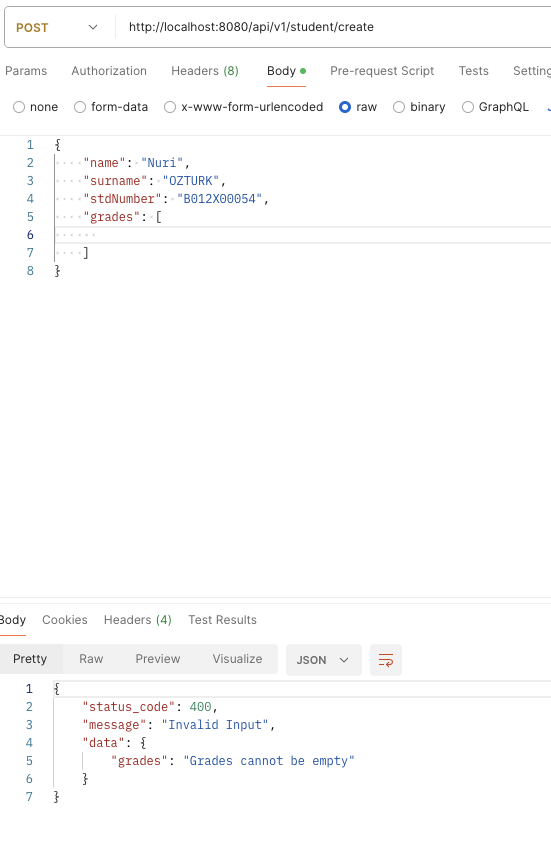 POST http://localhost:8080/api/v1/student/create
Params Authorization Headers (8) Body Pre-request Script Tests Setting
none form-data x-www-form-urlencoded raw binary GraphQL
1 {
2 "name": "Nuri",
3 "surname": "OZTURK",
4 "stdNumber": "B012X00054",
5 "grades": [
6
7 ]
8 }
Body Cookies Headers (4) Test Results
Pretty Raw Preview Visualize JSON
1 {
2 "status_code": 400,
3 "message": "Invalid Input",
4 "data": {
5 "grades": "Grades cannot be empty"
6 }
7 }